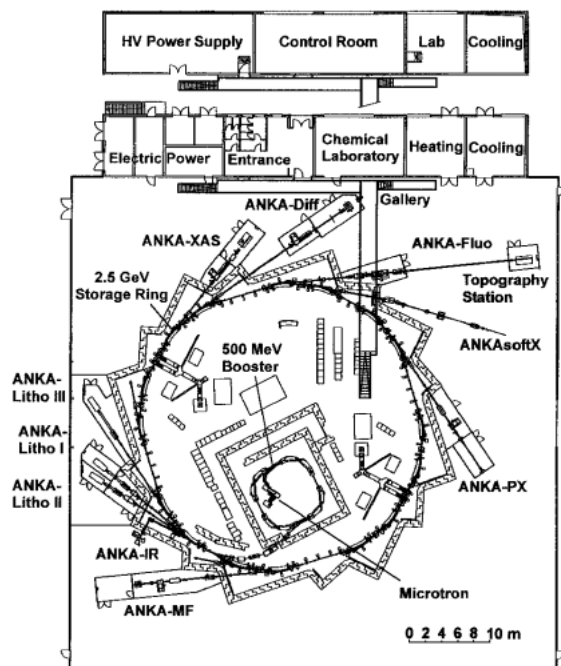 HV Power Supply
Control Room
Lab
Cooling
Electric
Power
Entrance
Chemical
Laboratory
Heating
Cooling
Gallery
ANKA-Diff
ANKA-XAS
ANKA-Fluo
2.5 GeV
Storage Ring
Topography
Station
500 MeV
Booster
ANKAsoftX
ANKA-
Litho III
ANKA-
Litho I
ANKA-
Litho II
ANKA-PX
ANKA-IR
ANKA-MF
Microtron
0 2 4 6 8 10 m